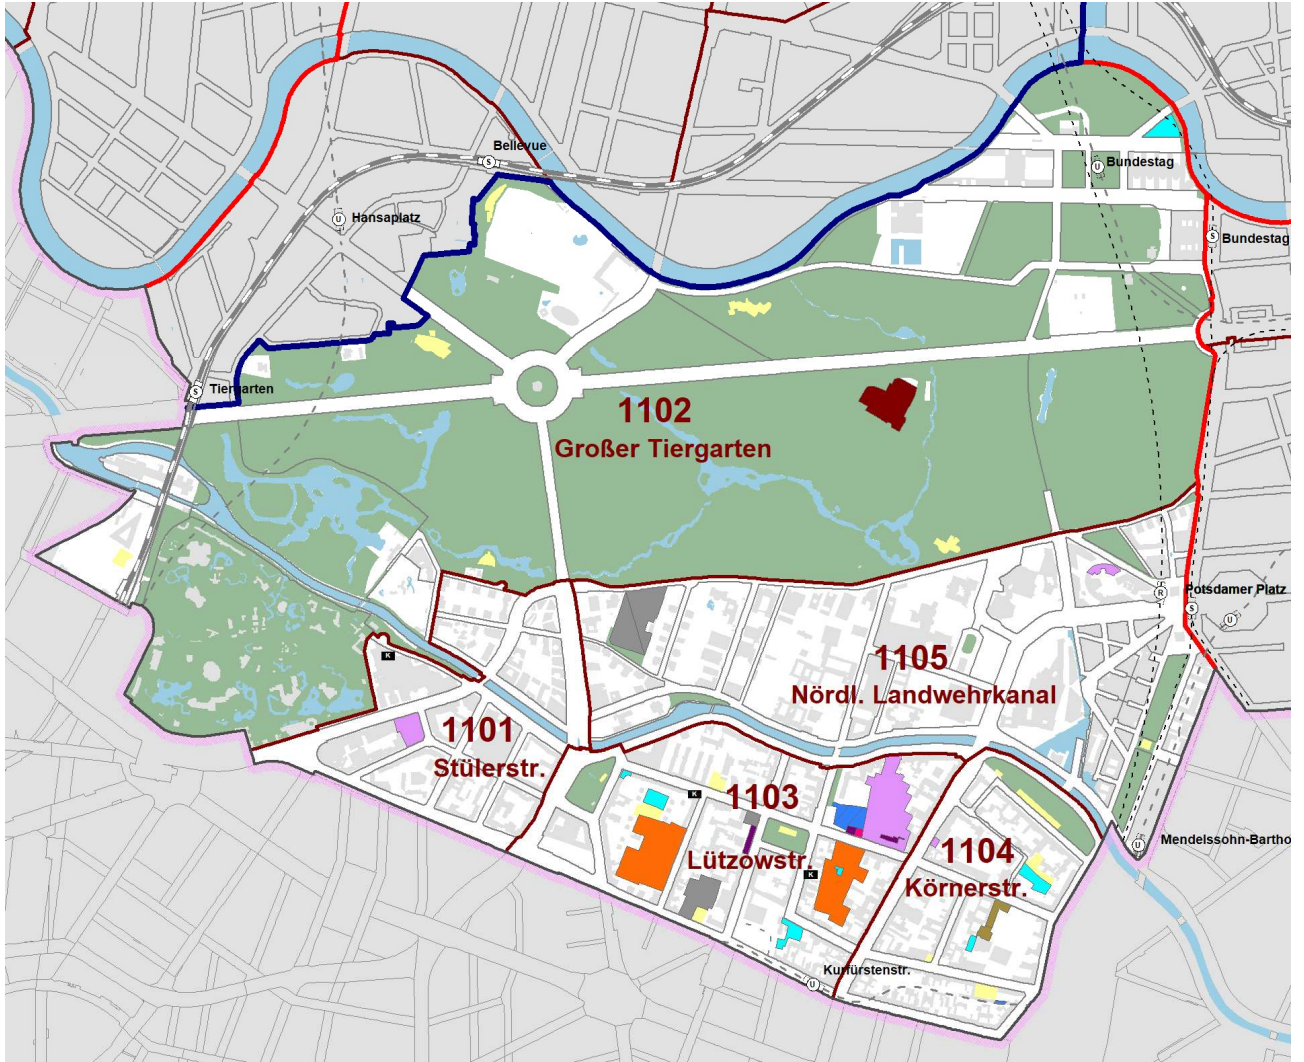 Bellevue
S
U
Bundestag
U
Hansaplatz
S
Bundestag
S
Tiergarten
1102
Großer Tiergarten
R
Potsdamer Platz
S
U
K
1105
Nördl. Landwehrkanal
1101
Stülerstr.
K
1103
Lützowstr.
K
1104
Körnerstr.
U
Mendelssohn-Bartho
Kurfürstenstr.
U